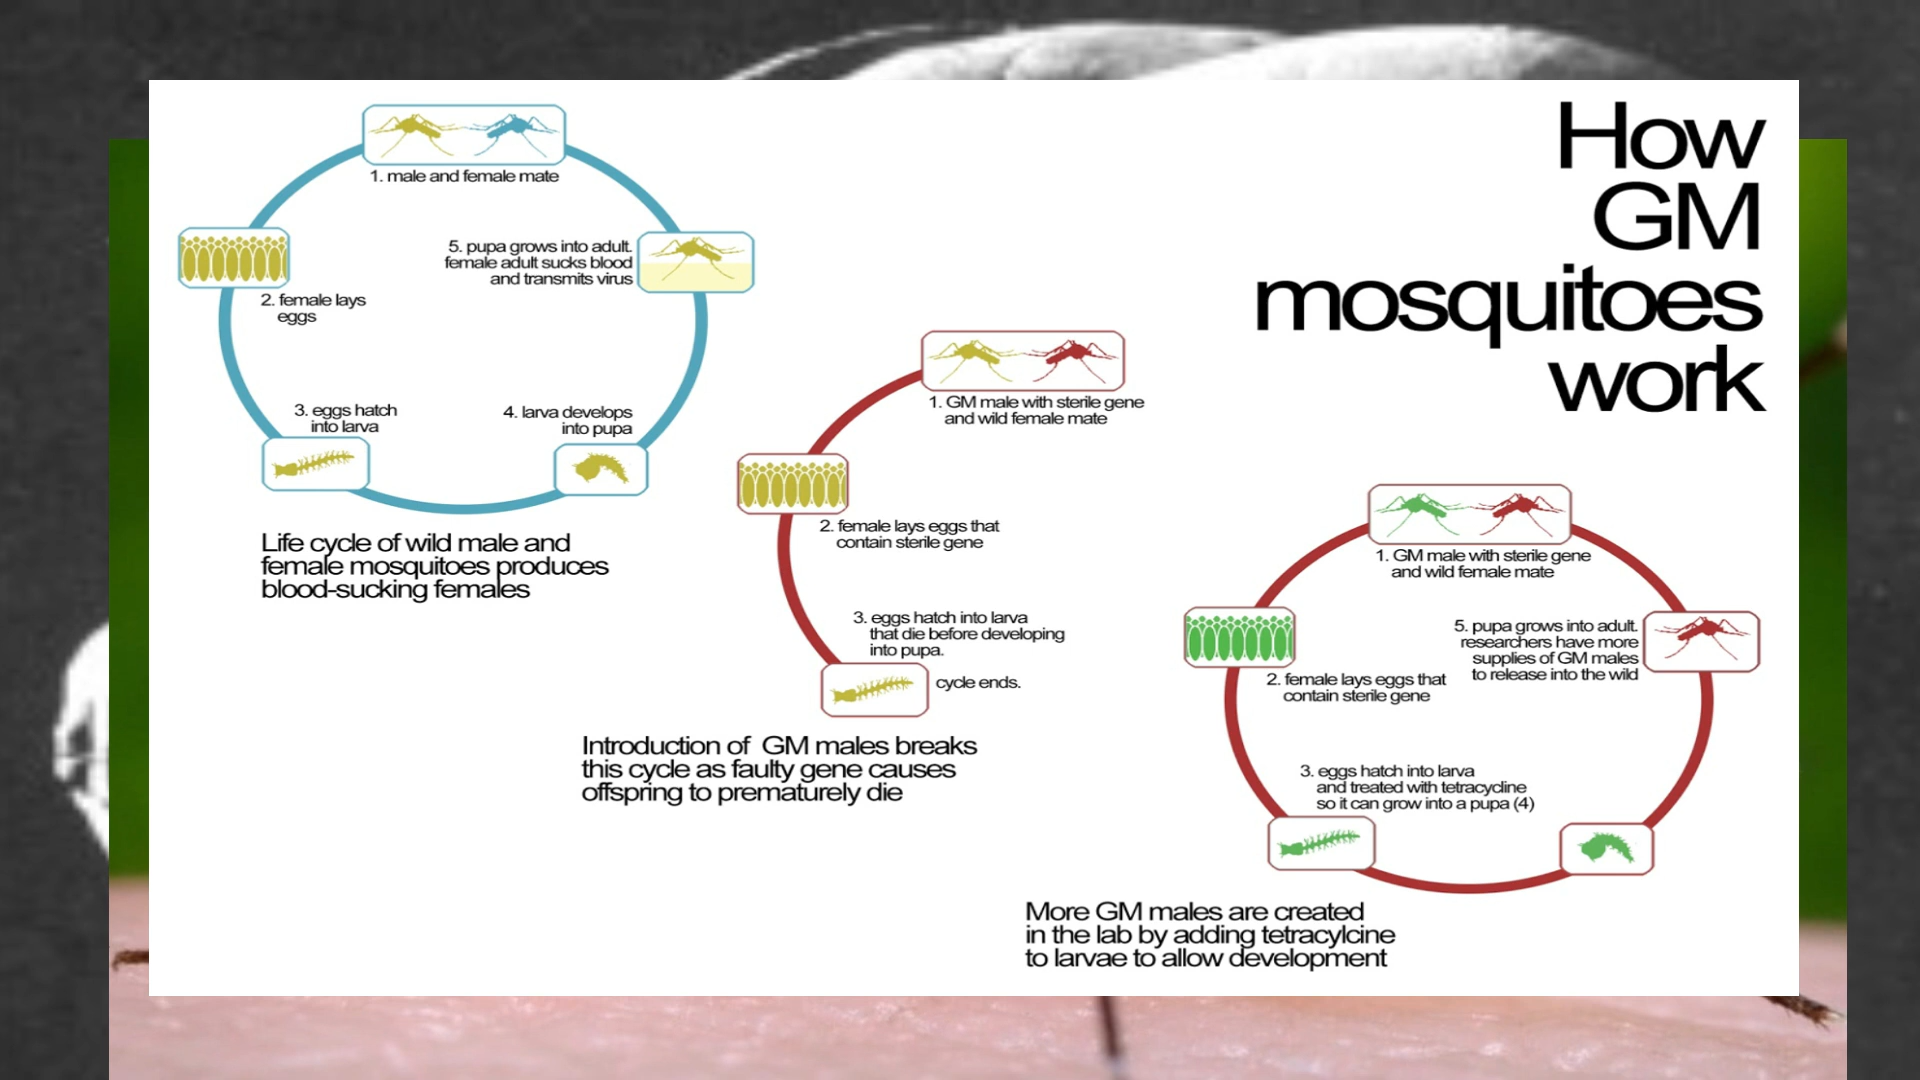 How
GM
mosquitoes
work
1. male and female mate
2. female lays
eggs
3. eggs hatch
into larva
4. larva develops
into pupa
5. pupa grows into adult.
female adult sucks blood
and transmits virus
Life cycle of wild male and
female mosquitoes produces
blood-sucking females
1. GM male with sterile gene
and wild female mate
2. female lays eggs that
contain sterile gene
3. eggs hatch into larva
that die before developing
into pupa.
cycle ends.
Introduction of GM males breaks
this cycle as faulty gene causes
offspring to prematurely die
1. GM male with sterile gene
and wild female mate
2. female lays eggs that
contain sterile gene
3. eggs hatch into larva
and treated with tetracycline
so it can grow into a pupa (4)
5. pupa grows into adult.
researchers have more
supplies of GM males
to release into the wild
More GM males are created
in the lab by adding tetracylcine
to larvae to allow development